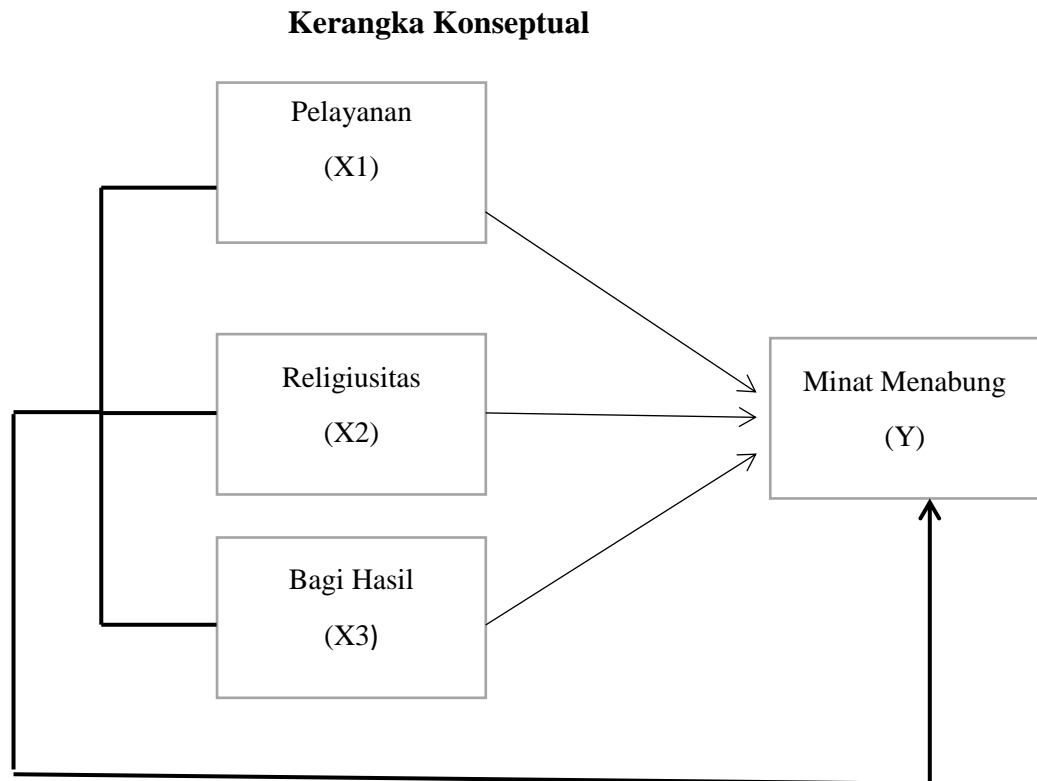 Kerangka Konseptual
Pelayanan
(X1)
Religiusitas
(X2)
Bagi Hasil
(X3)
Minat Menabung
(Y)